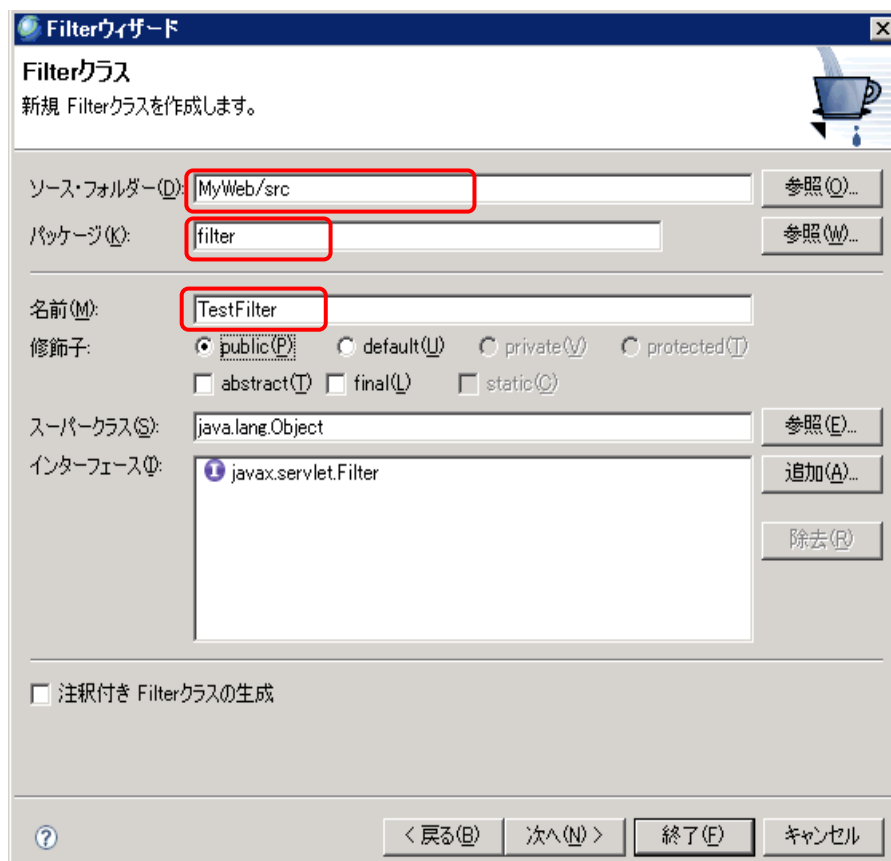 Filterウィザード
Filterクラス
新規 Filterクラスを作成します。
ソース・フォルダー(D): MyWeb/src 参照(O)...
パッケージ(K): filter 参照(W)...
名前(M): TestFilter
修飾子: public(P) default(U) private(V) protected(T)
abstract(T) final(L) static(C)
スーパークラス(S): java.lang.Object 参照(E)...
インターフェース(I): javax.servlet.Filter 追加(A)...
除去(R)
注釈付き Filterクラスの生成
< 戻る(B) 次へ(N) > 終了(F) キャンセル